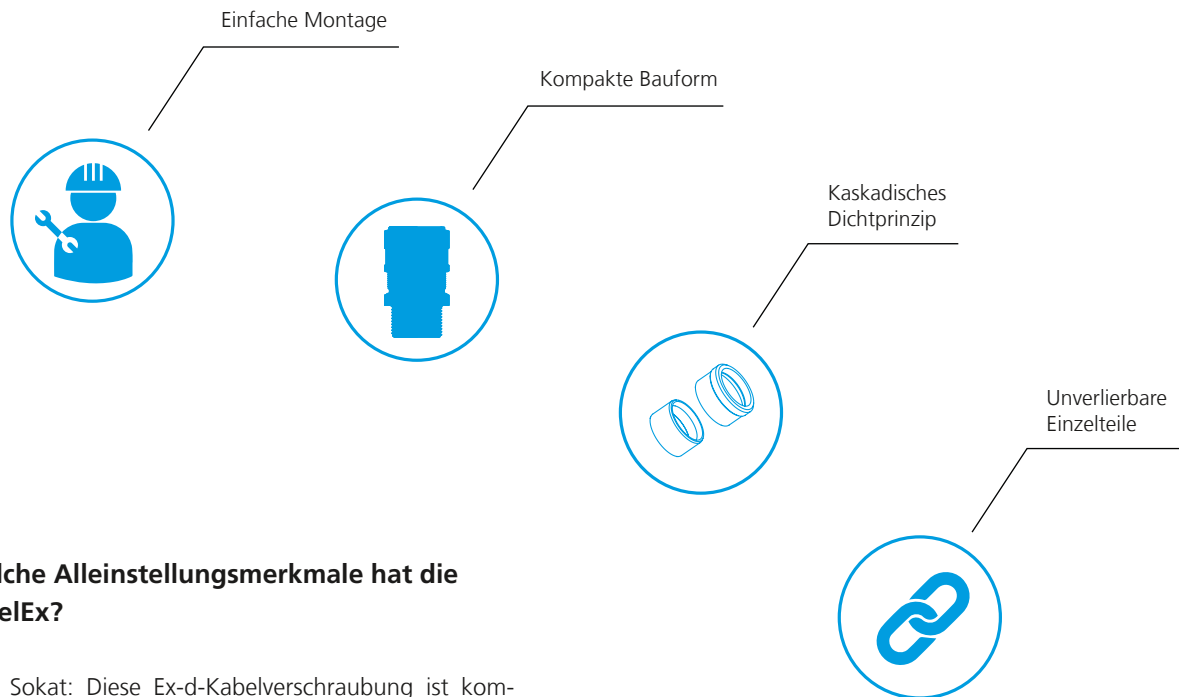 Einfache Montage
Kompakte Bauform
Kaskadisches
Dichtprinzip
Unverlierbare
Einzelteile
lche Alleinstellungsmerkmale hat die
elEx?
Sokat: Diese Ex-d-Kabelverschraubung ist kom-